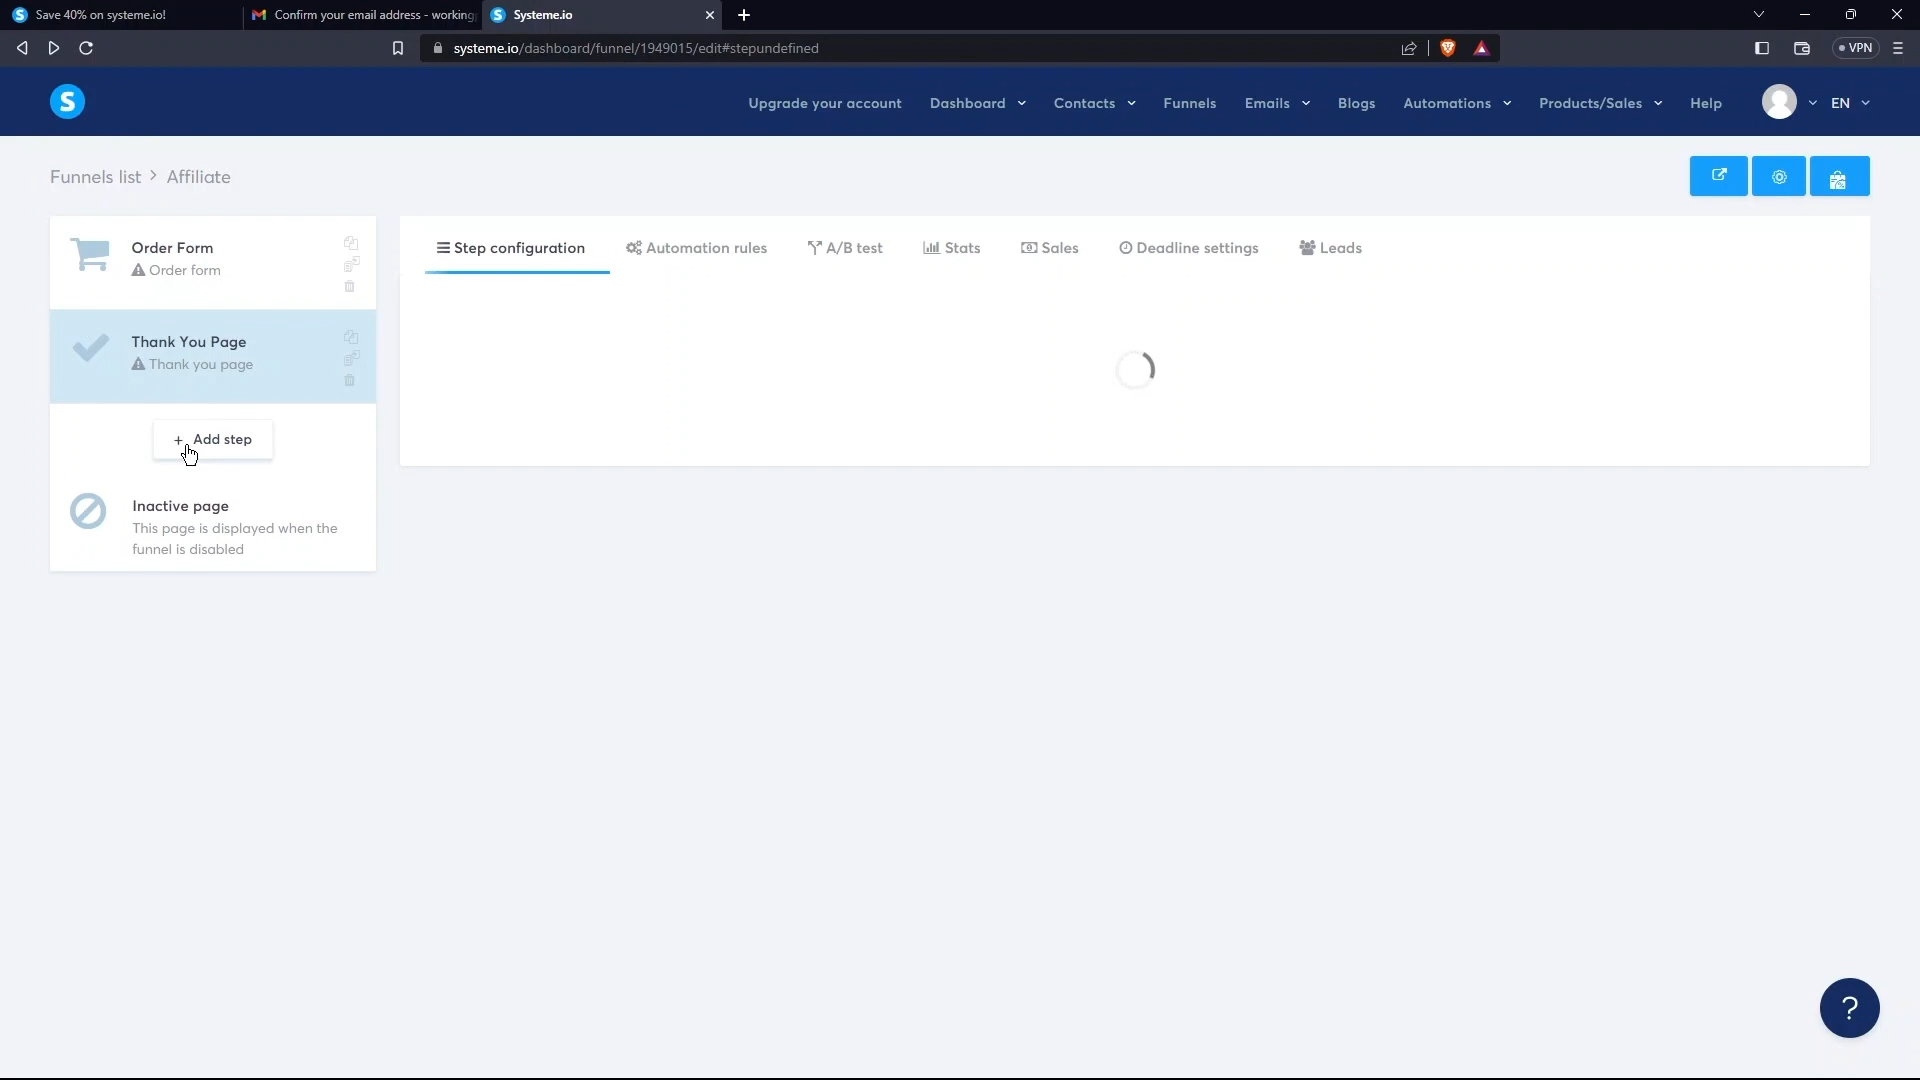 Save 40% on systeme.io!
Confirm your email address - working
Systeme.io
systeme.io/dashboard/funnel/1949015/edit#stepundefined
VPN
S
Upgrade your account
Dashboard
Contacts
Funnels
Emails
Blogs
Automations
Products/Sales
Help
EN
Funnels list > Affiliate
Order Form
Order form
Step configuration
Automation rules
A/B test
Stats
Sales
Deadline settings
Leads
Thank You Page
Thank you page
+ Add step
Inactive page
This page is displayed when the
funnel is disabled
?